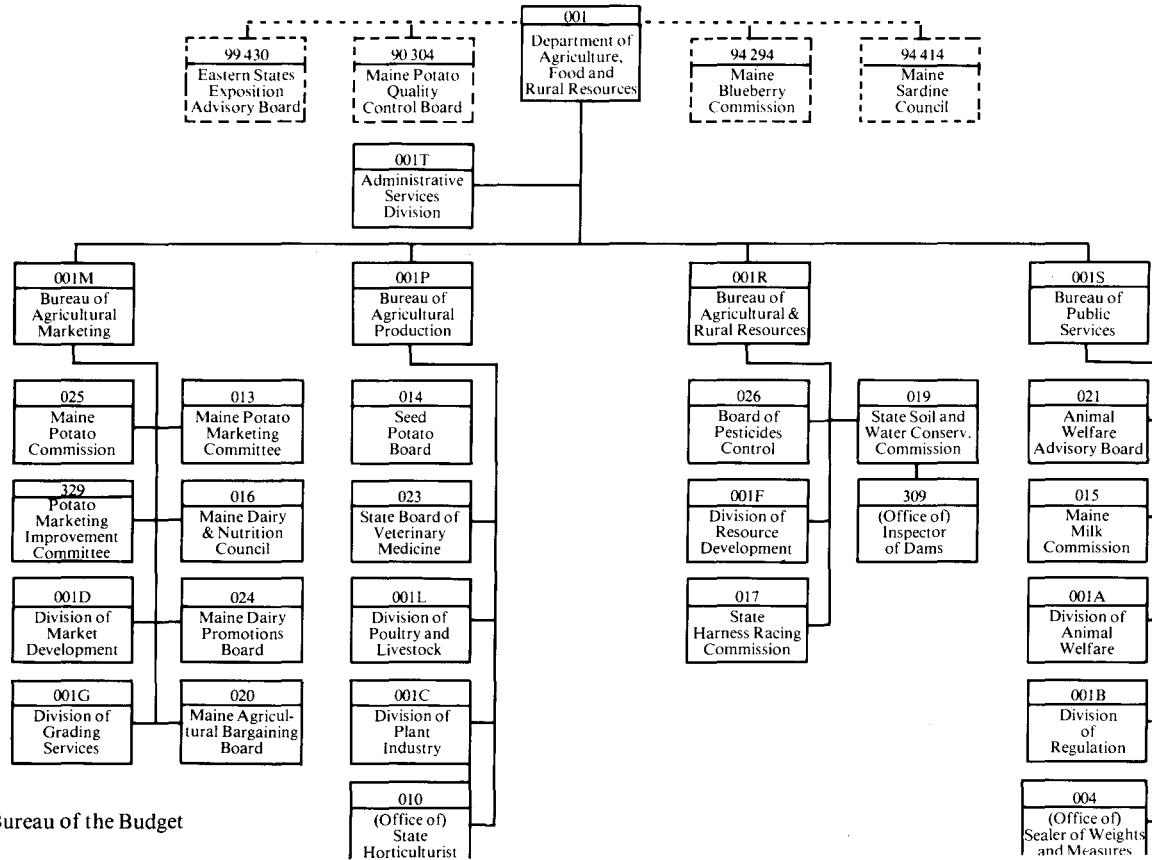 001
Department of
Agriculture,
Food and
Rural Resources
99 430
Eastern States
Exposition
Advisory Board
90 304
Maine Potato
Quality
Control Board
94 294
Maine
Blueberry
Commission
94 414
Maine
Sardine
Council
001T
Administrative
Services
Division
001M
Bureau of
Agricultural
Marketing
001P
Bureau of
Agricultural
Production
001R
Bureau of
Agricultural &
Rural Resources
001S
Bureau of
Public
Services
025
Maine
Potato
Commission
013
Maine Potato
Marketing
Committee
329
Potato
Marketing
Improvement
Committee
016
Maine Dairy
& Nutrition
Council
001D
Division of
Market
Development
024
Maine Dairy
Promotions
Board
001G
Division of
Grading
Services
020
Maine Agricul-
tural Bargaining
Board
014
Seed
Potato
Board
023
State Board of
Veterinary
Medicine
001L
Division of
Poultry and
Livestock
001C
Division of
Plant
Industry
010
(Office of)
State
Horticulturist
026
Board of
Pesticides
Control
019
State Soil and
Water Conserv.
Commission
001F
Division of
Resource
Development
309
(Office of)
Inspector
of Dams
017
State
Harness Racing
Commission
021
Animal
Welfare
Advisory Board
015
Maine
Milk
Commission
001A
Division of
Animal
Welfare
001B
Division
of
Regulation
004
(Office of)
Sealer of Weights
and Measures
Bureau of the Budget